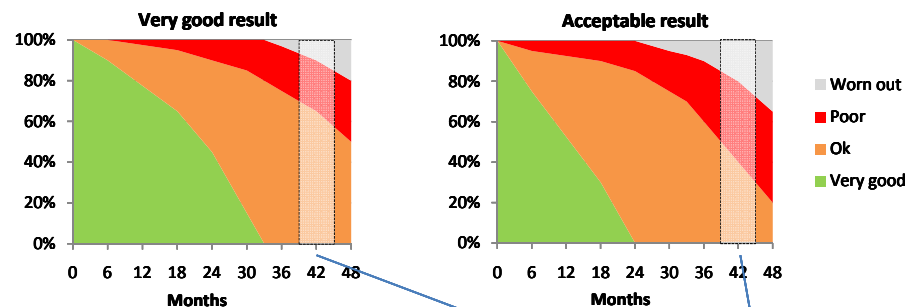 Very good result
100%
80%
60%
40%
20%
0%
0 6 12 18 24 30 36 42 48
Months
Acceptable result
100%
80%
60%
40%
20%
0%
0 6 12 18 24 30 36 42 48
Months
Worn out
Poor
Ok
Very good